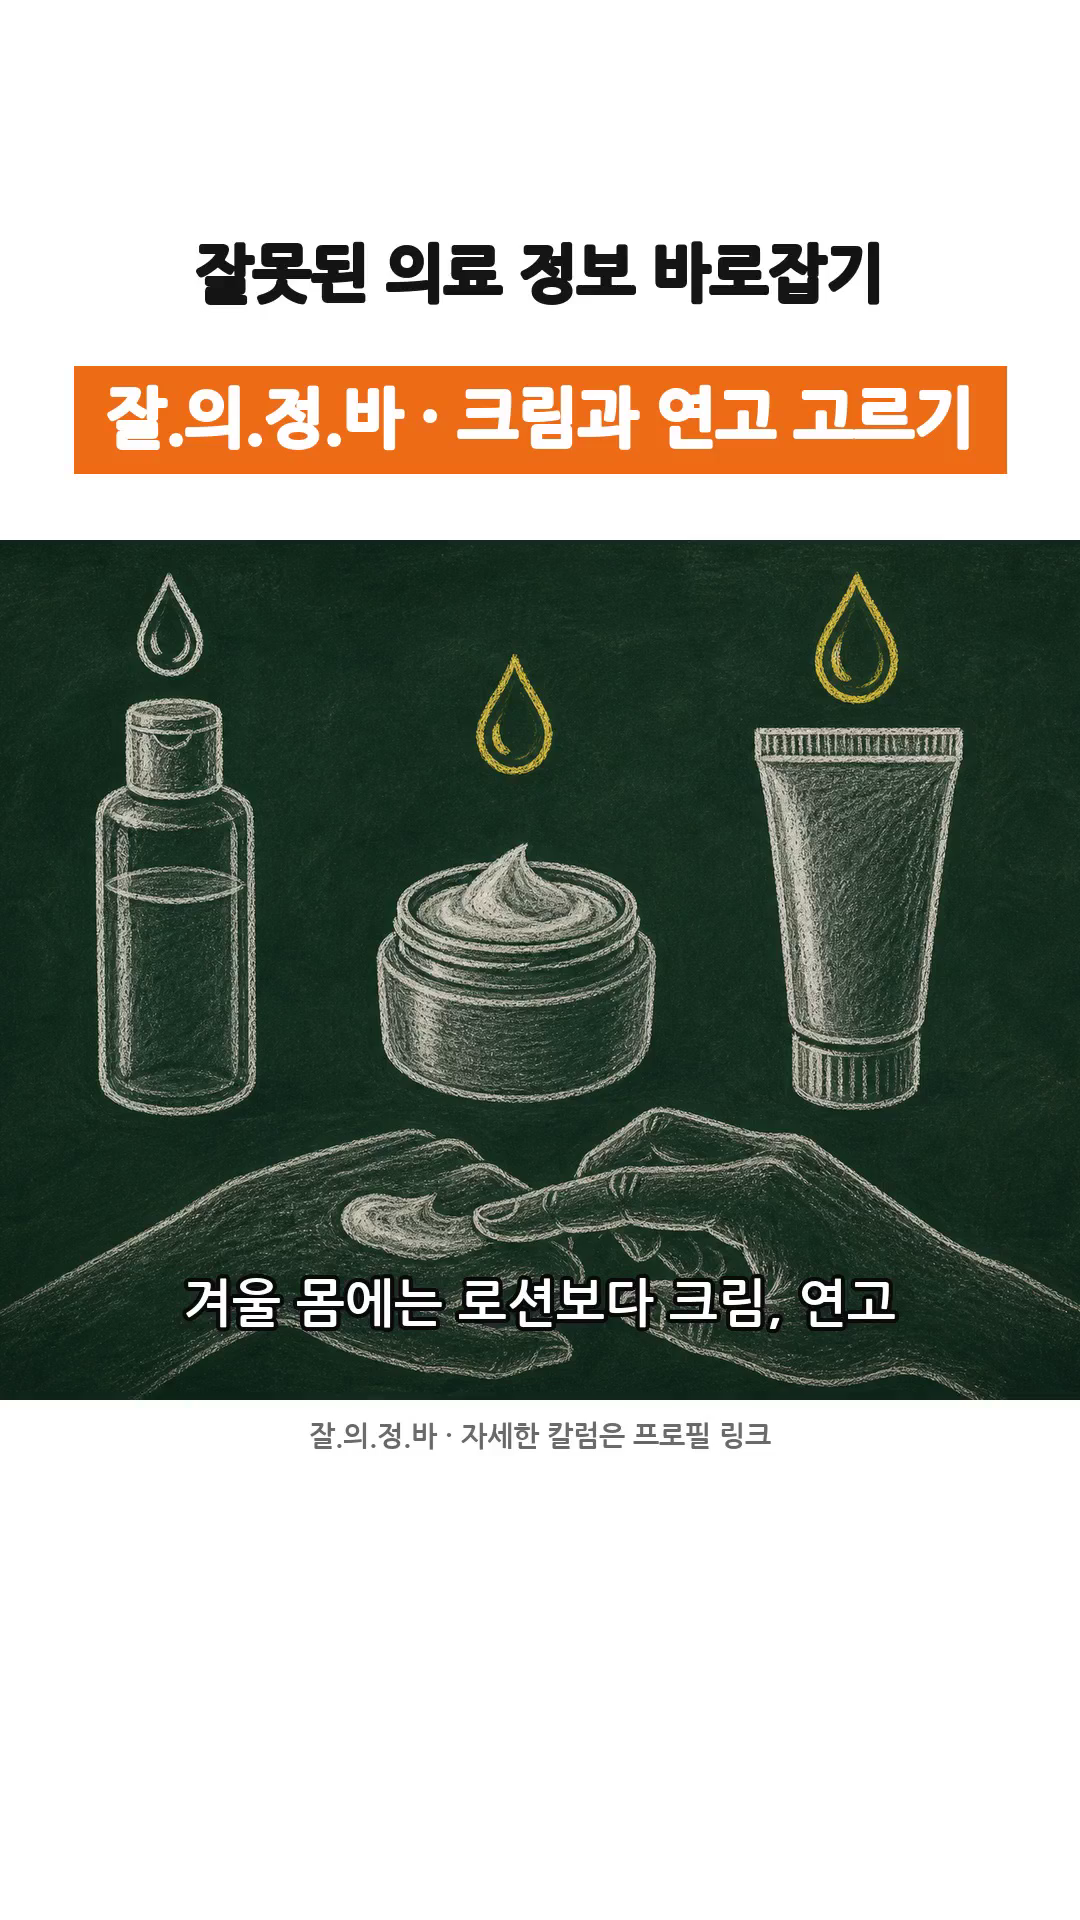 잘못된 의료 정보 바로잡기
잘.의.정.바 · 크림과 연고 고르기
겨울 몸에는 로션보다 크림, 연고
잘.의.정.바 · 자세한 칼럼은 프로필 링크